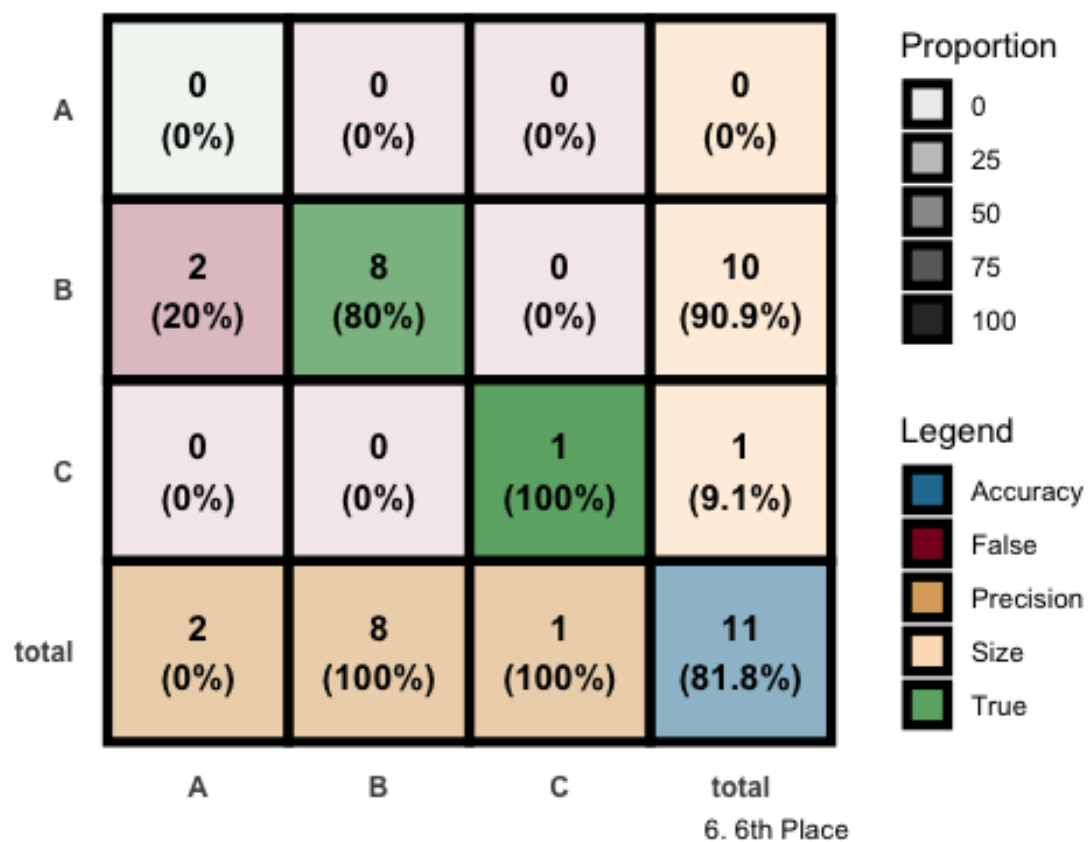 A
0
(0%)
0
(0%)
0
(0%)
0
(0%)
B
2
(20%)
8
(80%)
0
(0%)
10
(90.9%)
C
0
(0%)
0
(0%)
1
(100%)
1
(9.1%)
total
2
(0%)
8
(100%)
1
(100%)
11
(81.8%)
A
B
C
total
6. 6th Place
Proportion
0
25
50
75
100
Legend
Accuracy
False
Precision
Size
True